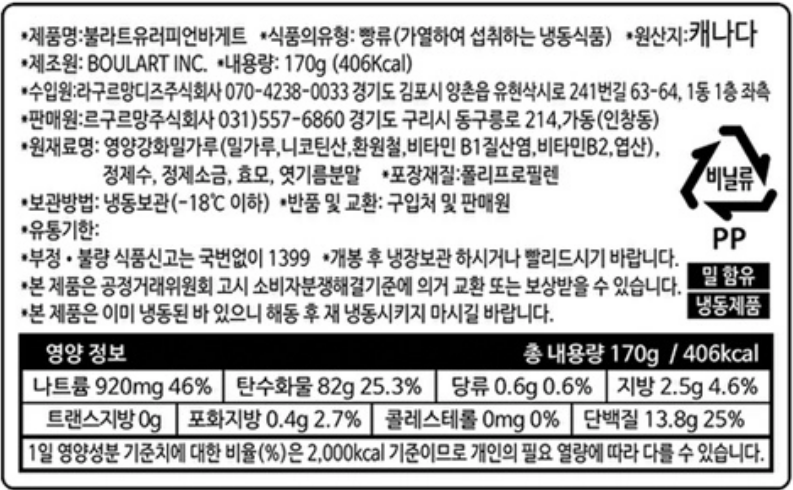 *제품명:불라트유러피언바게트 *식품의유형: 빵류(가열하여 섭취하는 냉동식품) *원산지:캐나다
*제조원: BOULART INC. *내용량: 170g (406Kcal)
*수입원:라구르망디즈주식회사 070-4238-0033 경기도 김포시 양촌읍 유현삭시로 241번길 63-64, 1동 1층 좌측
*판매원:르구르망주식회사 031)557-6860 경기도 구리시 동구릉로 214,가동(인창동)
*원재료명: 영양강화밀가루(밀가루,니코틴산,환원철,비타민 B1질산염,비타민B2,엽산),
정제수, 정제소금, 효모, 엿기름분말 *포장재질:폴리프로필렌
*보관방법: 냉동보관(-18℃ 이하) *반품 및 교환: 구입처 및 판매원
*유통기한:
*부정·불량 식품신고는 국번없이 1399 *개봉 후 냉장보관 하시거나 빨리드시기 바랍니다.
*본 제품은 공정거래위원회 고시 소비자분쟁해결기준에 의거 교환 또는 보상받을 수 있습니다.
*본 제품은 이미 냉동된 바 있으니 해동 후 재 냉동시키지 마시길 바랍니다.
비닐류
PP
밀 함유
냉동제품
영양 정보 총 내용량 170g / 406kcal
나트륨 920mg 46% 탄수화물 82g 25.3% 당류 0.6g 0.6% 지방 2.5g 4.6%
트랜스지방 0g 포화지방 0.4g 2.7% 콜레스테롤 0mg 0% 단백질 13.8g 25%
1일 영양성분 기준치에 대한 비율(%)은 2,000kcal 기준이므로 개인의 필요 열량에 따라 다를 수 있습니다.